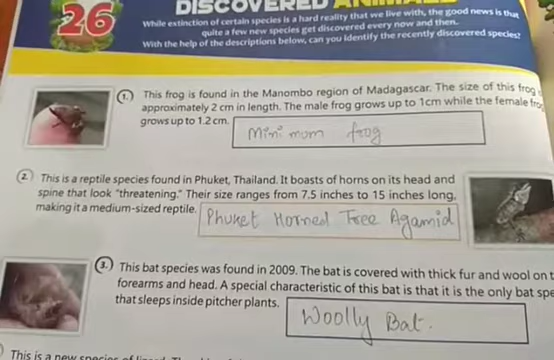 26
DISCOVERED ANIMALS
While extinction of certain species is a hard reality that we live with, the good news is that
quite a few new species get discovered every now and then.
With the help of the descriptions below, can you identify the recently discovered species?
1. This frog is found in the Manombo region of Madagascar. The size of this frog
approximately 2 cm in length. The male frog grows up to 1cm while the female frog
grows up to 1.2 cm.
Minimum frog
2. This is a reptile species found in Phuket, Thailand. It boasts of horns on its head and
spine that look "threatening." Their size ranges from 7.5 inches to 15 inches long,
making it a medium-sized reptile.
Phuket Horned Tree Agamid
3. This bat species was found in 2009. The bat is covered with thick fur and wool on
forearms and head. A special characteristic of this bat is that it is the only bat
that sleeps inside pitcher plants.
Woolly Bat.
This is a new species of